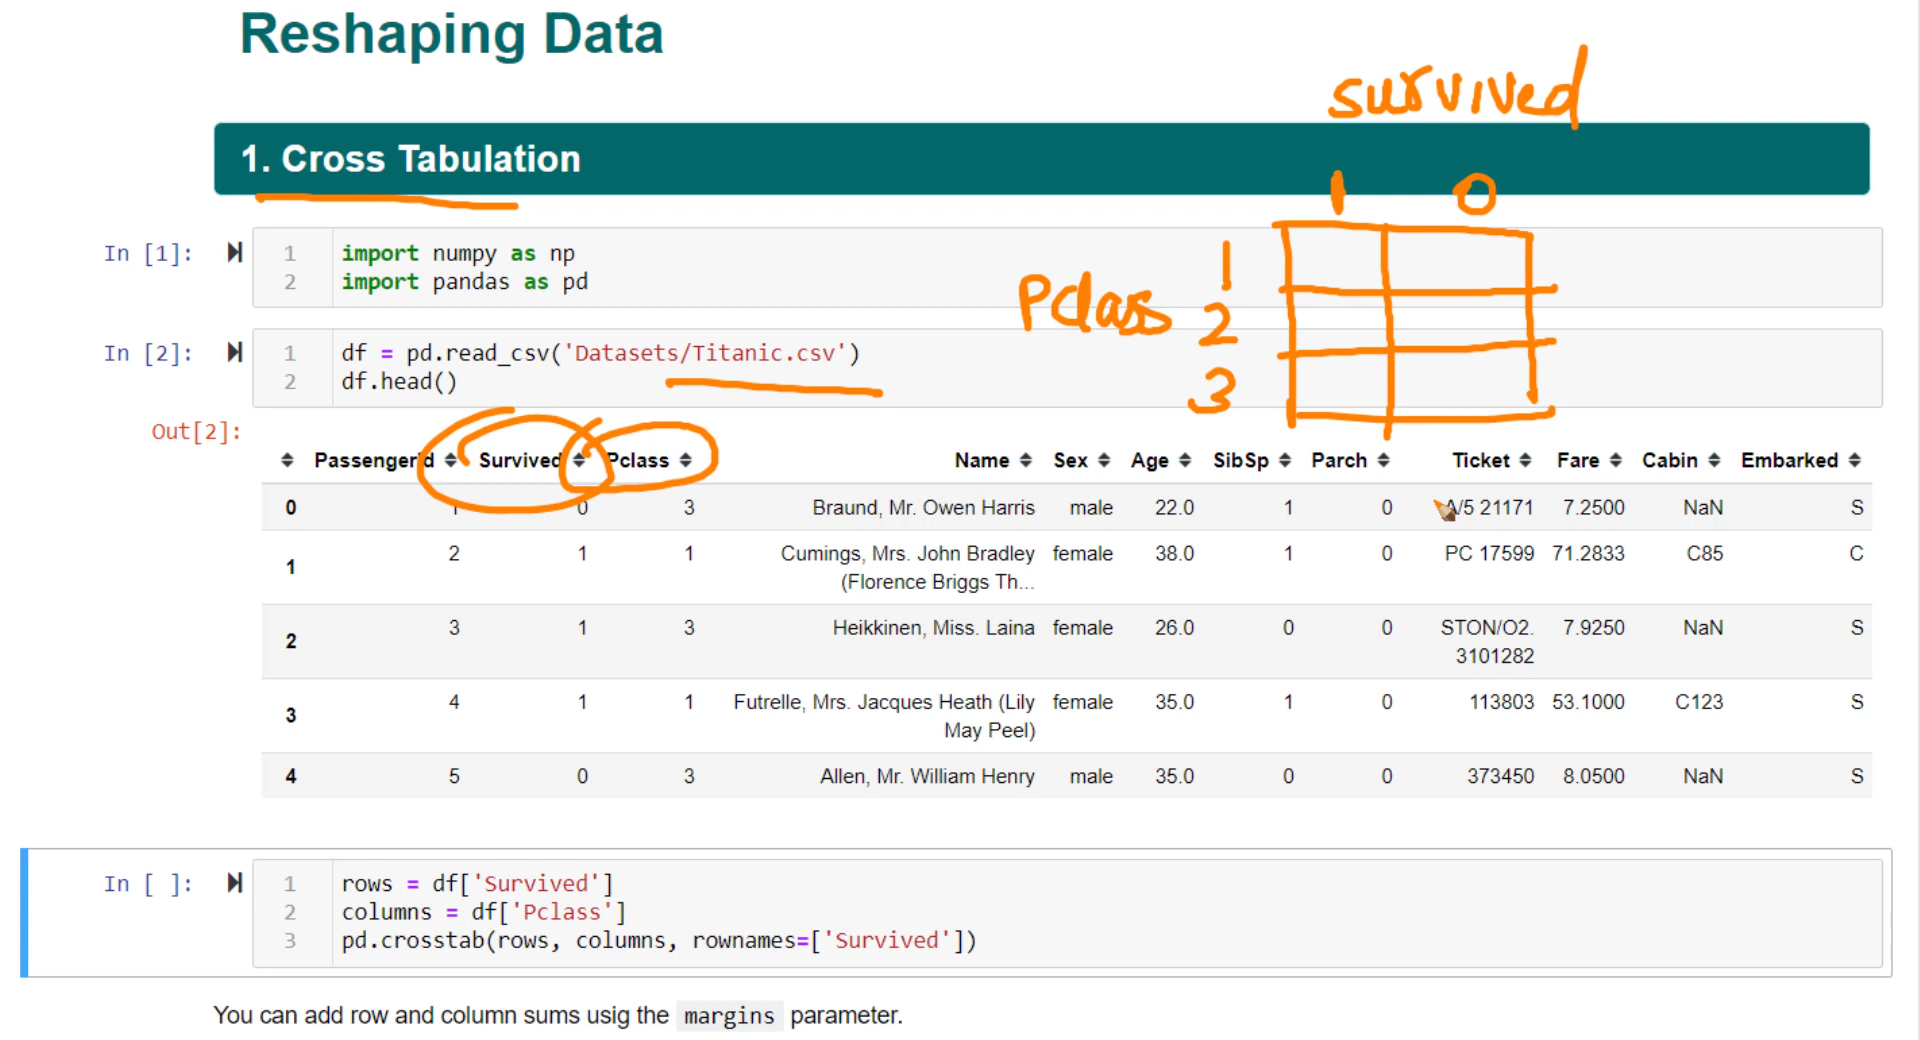 Reshaping Data
survived
1. Cross Tabulation
1 0
In [1]: 1 import numpy as np
2 import pandas as pd
Pclass 1
2
3
In [2]: 1 df = pd.read_csv('Datasets/Titanic.csv')
2 df.head()
Out[2]:
PassengerId Survived Pclass Name Sex Age SibSp Parch Ticket Fare Cabin Embarked
0 1 0 3 Braund, Mr. Owen Harris male 22.0 1 0 A/5 21171 7.2500 NaN S
1 2 1 1 Cumings, Mrs. John Bradley female 38.0 1 0 PC 17599 71.2833 C85 C
(Florence Briggs Th...
2 3 1 3 Heikkinen, Miss. Laina female 26.0 0 0 STON/O2. 7.9250 NaN S
3101282
3 4 1 1 Futrelle, Mrs. Jacques Heath (Lily female 35.0 1 0 113803 53.1000 C123 S
May Peel)
4 5 0 3 Allen, Mr. William Henry male 35.0 0 0 373450 8.0500 NaN S
In [ ]: 1 rows = df['Survived']
2 columns = df['Pclass']
3 pd.crosstab(rows, columns, rownames=['Survived'])
You can add row and column sums usig the margins parameter.